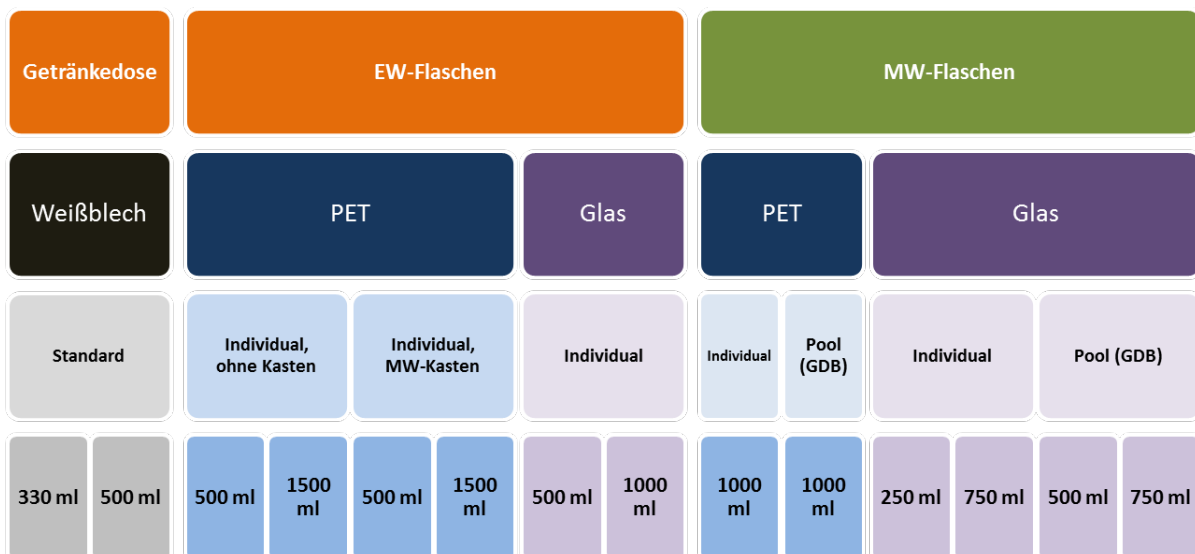 Getränkedose
EW-Flaschen
MW-Flaschen
Weißblech
PET
Glas
PET
Glas
Standard
Individual,
ohne Kasten
Individual,
MW-Kasten
Individual
Individual
Pool
(GDB)
Individual
Pool (GDB)
330 ml
500 ml
500 ml
1500
ml
500 ml
1500
ml
500 ml
1000
ml
1000
ml
1000
ml
250 ml
750 ml
500 ml
750 ml